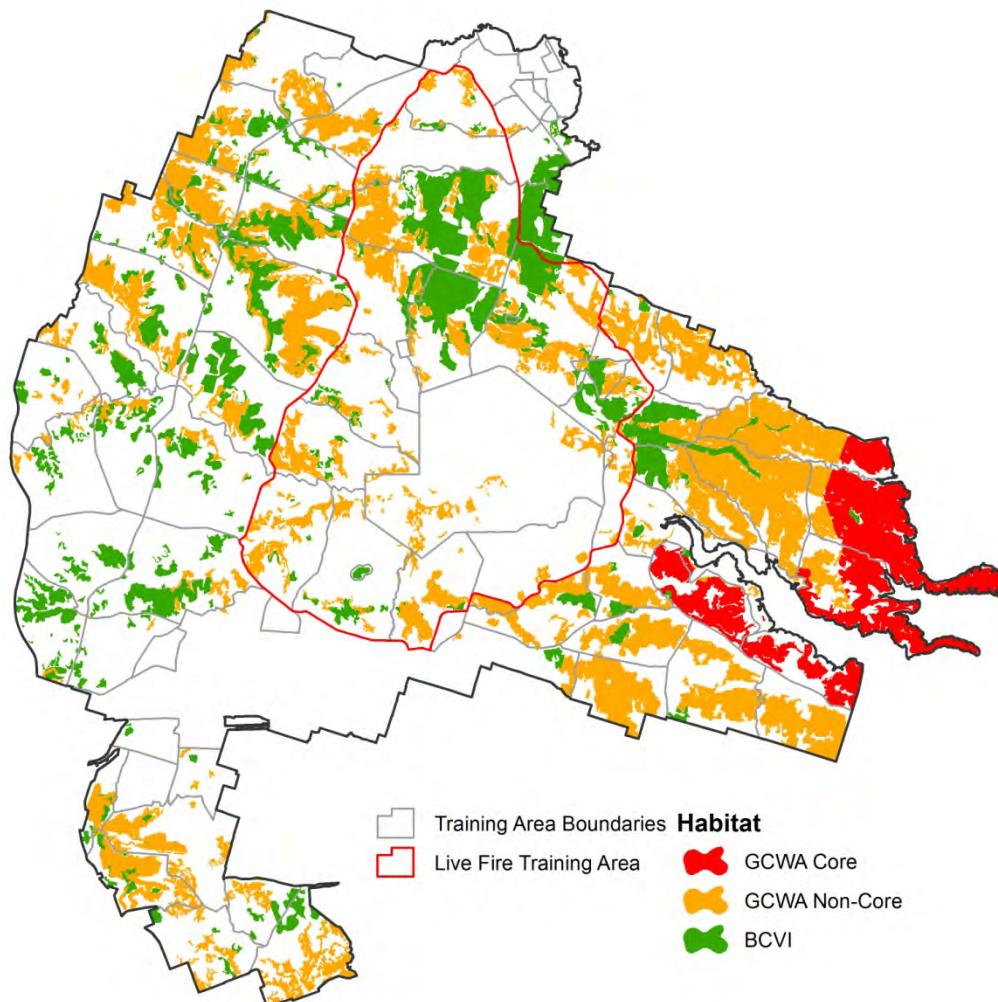 Training Area Boundaries
Live Fire Training Area
Habitat
GCWA Core
GCWA Non-Core
BCVI